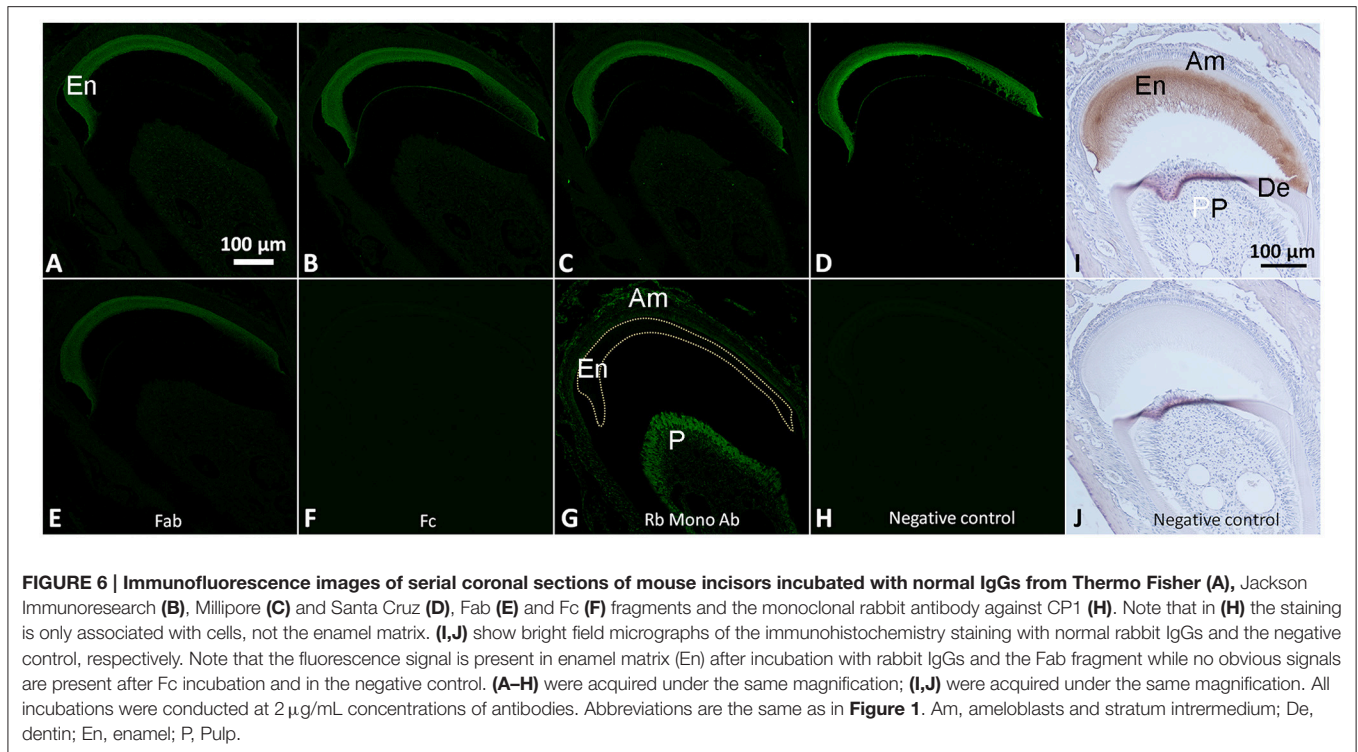 En
100 µm
A
B
C
D
Am
En
De
P P
100 µm
I
E
Fab
F
Fc
Am
En
P
G
Rb Mono Ab
H
Negative control
J
Negative control
FIGURE 6 | Immunofluorescence images of serial coronal sections of mouse incisors incubated with normal IgGs from Thermo Fisher (A), Jackson
Immunoresearch (B), Millipore (C) and Santa Cruz (D), Fab (E) and Fc (F) fragments and the monoclonal rabbit antibody against CP1 (H). Note that in (H) the staining
is only associated with cells, not the enamel matrix. (I,J) show bright field micrographs of the immunohistochemistry staining with normal rabbit IgGs and the negative
control, respectively. Note that the fluorescence signal is present in enamel matrix (En) after incubation with rabbit IgGs and the Fab fragment while no obvious signals
are present after Fc incubation and in the negative control. (A–H) were acquired under the same magnification; (I,J) were acquired under the same magnification. All
incubations were conducted at 2 µg/mL concentrations of antibodies. Abbreviations are the same as in Figure 1. Am, ameloblasts and stratum intrermedium; De,
dentin; En, enamel; P, Pulp.